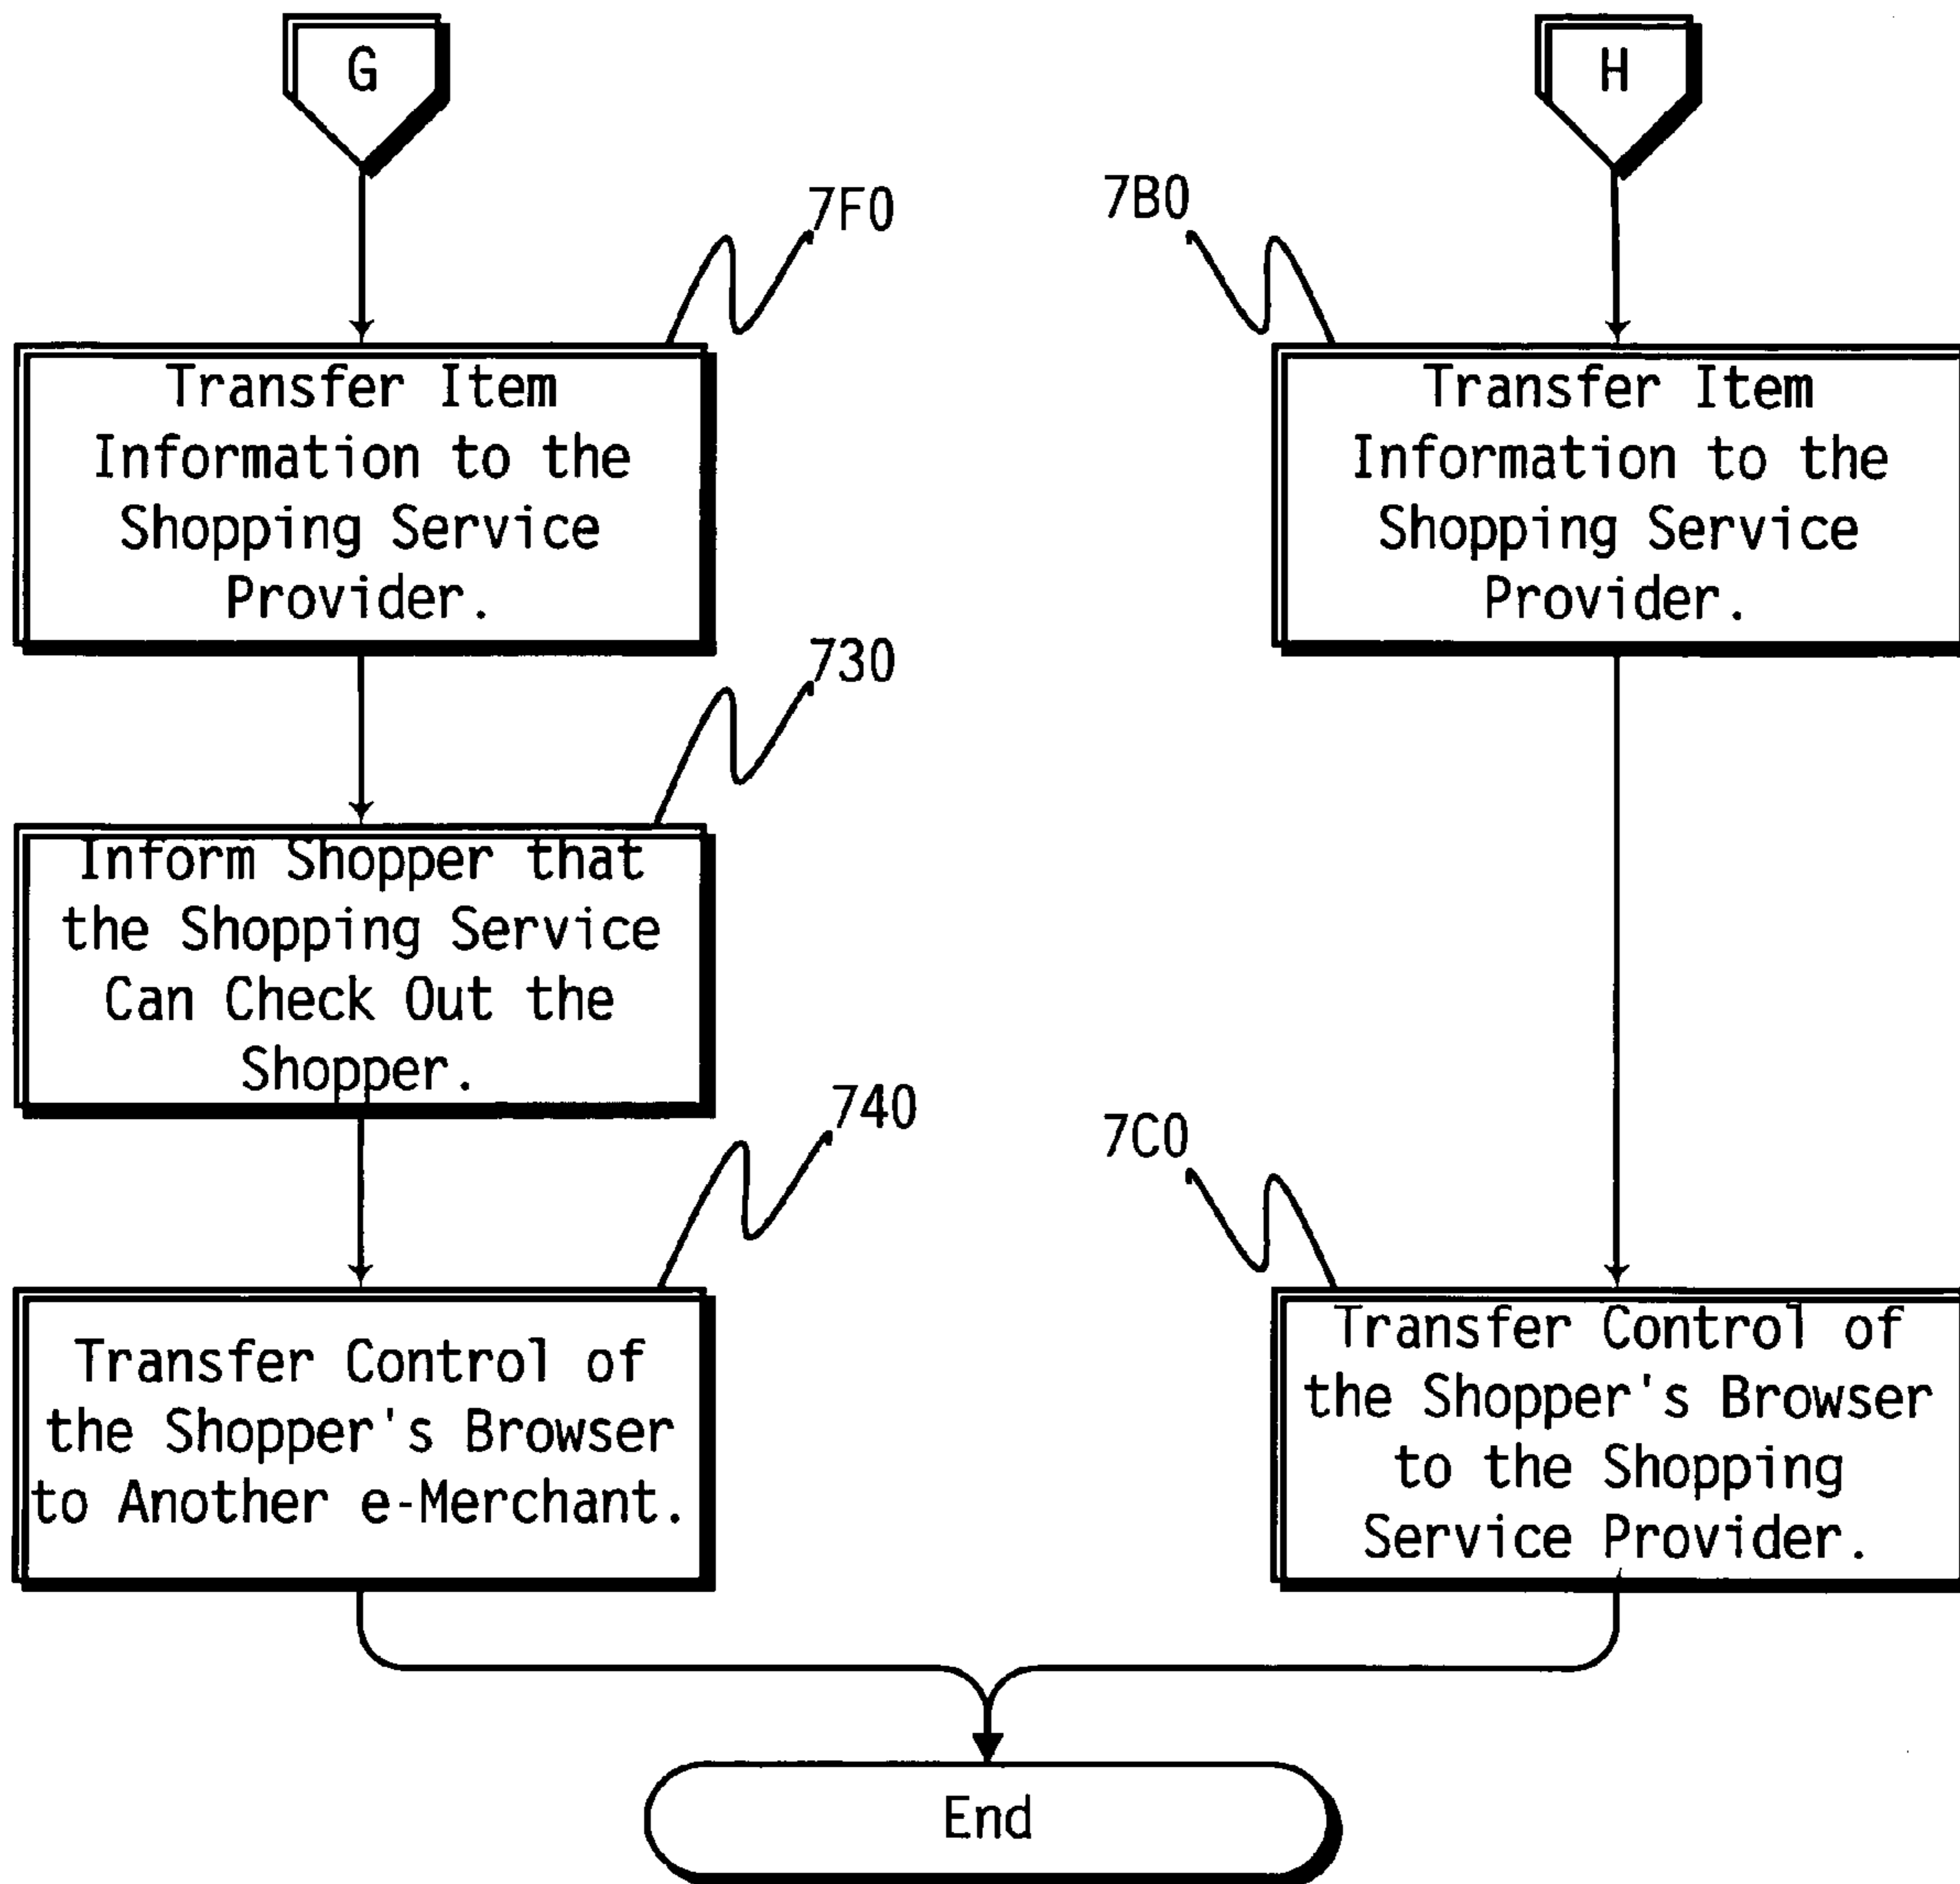 G
7F0
Transfer Item
Information to the
Shopping Service
Provider.
730
Inform Shopper that
the Shopping Service
Can Check Out the
Shopper.
740
Transfer Control of
the Shopper's Browser
to Another e-Merchant.
H
7B0
Transfer Item
Information to the
Shopping Service
Provider.
7C0
Transfer Control of
the Shopper's Browser
to the Shopping
Service Provider.
End